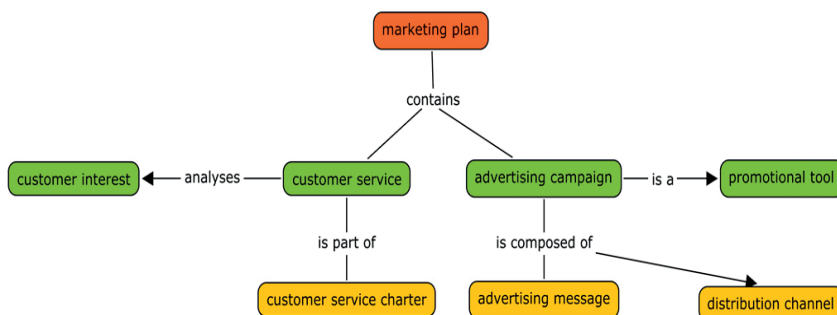 marketing plan
contains
customer interest
analyses
customer service
advertising campaign
is a
promotional tool
is part of
is composed of
customer service charter
advertising message
distribution channel